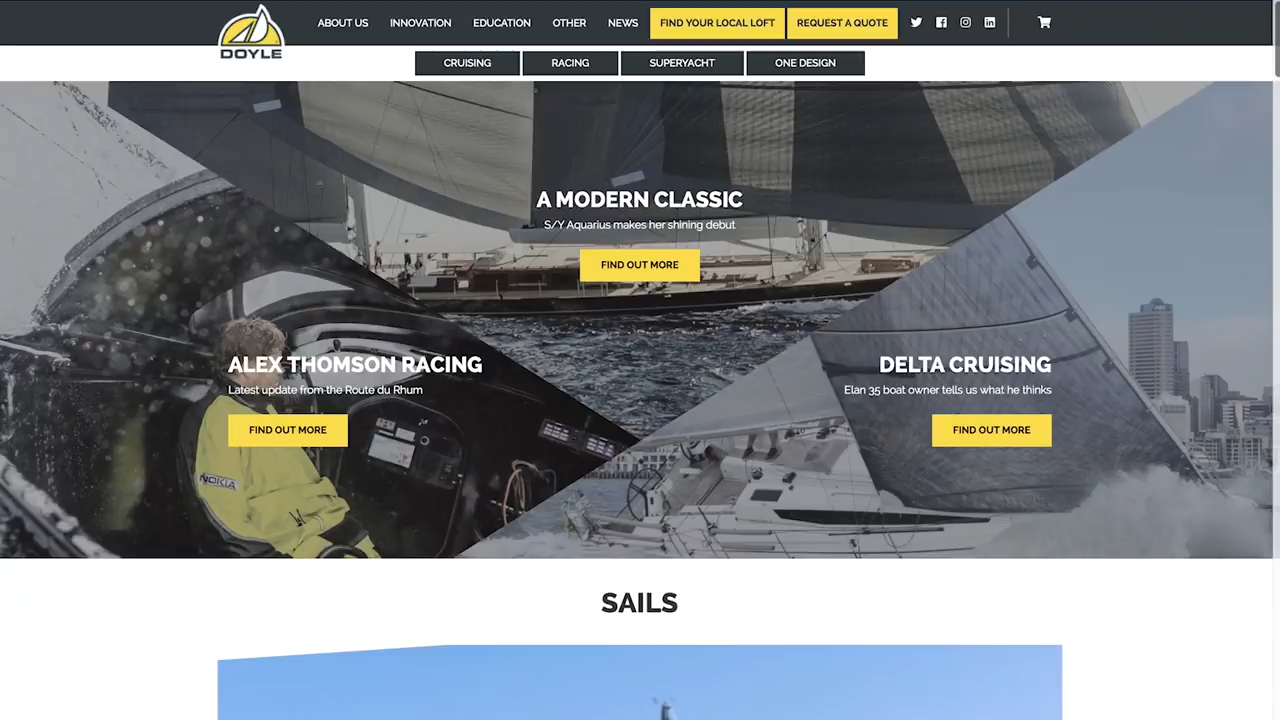 DOYLE
ABOUT US INNOVATION EDUCATION OTHER NEWS FIND YOUR LOCAL LOFT REQUEST A QUOTE
CRUISING RACING SUPERYACHT ONE DESIGN
A MODERN CLASSIC
S/Y Aquarius makes her shining debut
FIND OUT MORE
ALEX THOMSON RACING
Latest update from the Route du Rhum
FIND OUT MORE
DELTA CRUISING
Elan 35 boat owner tells us what he thinks
FIND OUT MORE
NOKIA
SAILS